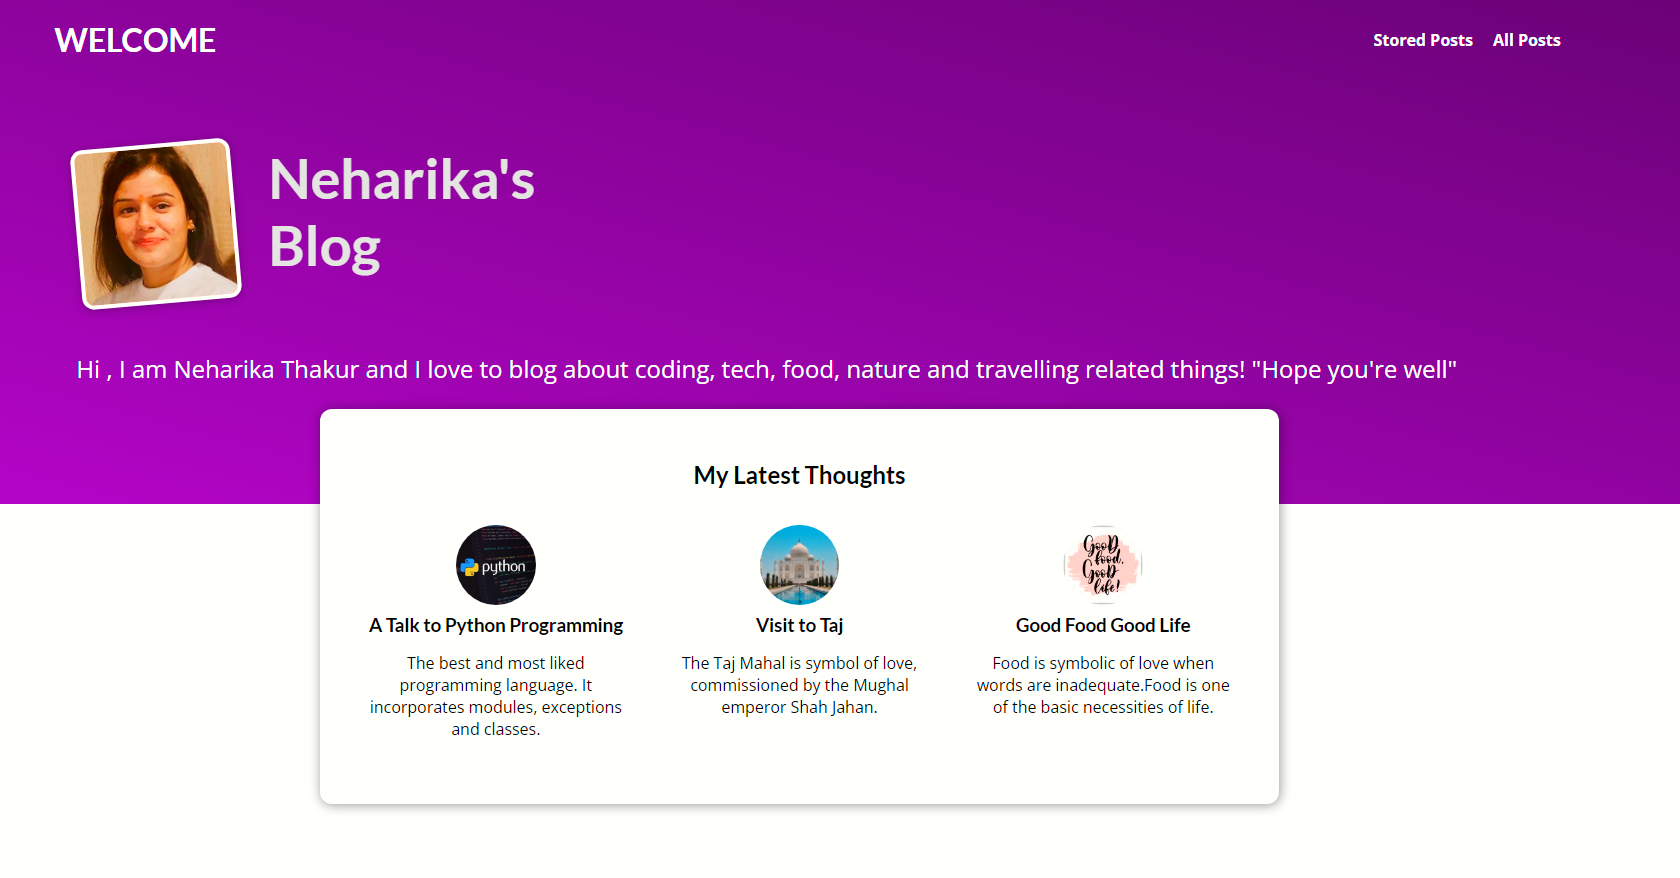 WELCOME
Stored Posts
All Posts
Neharika's
Blog
Hi , I am Neharika Thakur and I love to blog about coding, tech, food, nature and travelling related things! "Hope you're well"
My Latest Thoughts
python
GooD
food,
GooD
life!
A Talk to Python Programming
Visit to Taj
Good Food Good Life
The best and most liked
programming language. It
incorporates modules, exceptions
and classes.
The Taj Mahal is symbol of love,
commissioned by the Mughal
emperor Shah Jahan.
Food is symbolic of love when
words are inadequate.Food is one
of the basic necessities of life.